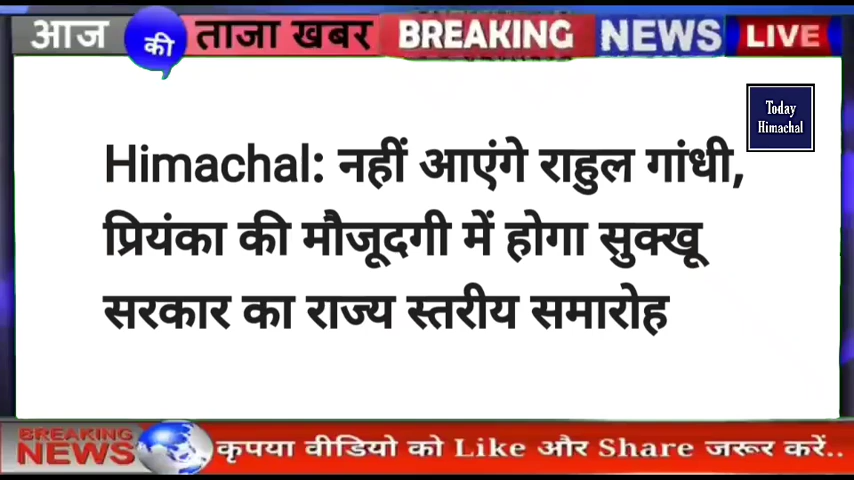 आज की ताजा खबर BREAKING NEWS LIVE
Today
Himachal
Himachal: नहीं आएंगे राहुल गांधी,
प्रियंका की मौजूदगी में होगा सुक्खू
सरकार का राज्य स्तरीय समारोह
BREAKING
NEWS
कृपया वीडियो को Like और Share जरूर करें..